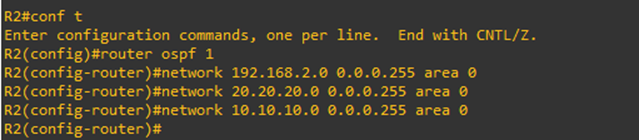 R2#conf t
Enter configuration commands, one per line.  End with CNTL/Z.
R2(config)#router ospf 1
R2(config-router)#network 192.168.2.0 0.0.0.255 area 0
R2(config-router)#network 20.20.20.0 0.0.0.255 area 0
R2(config-router)#network 10.10.10.0 0.0.0.255 area 0
R2(config-router)#